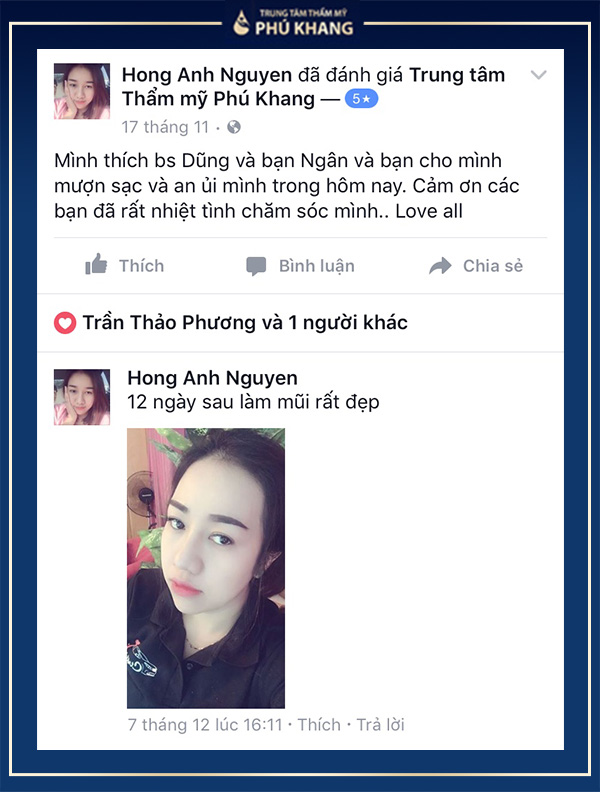 TRUNG TÂM THẨM MỸ
PHÚ KHANG
Hong Anh Nguyen đã đánh giá Trung tâm
Thẩm mỹ Phú Khang — 5★
17 tháng 11 ·
Mình thích bs Dũng và bạn Ngân và bạn cho mình
mượn sạc và an ủi mình trong hôm nay. Cảm ơn các
bạn đã rất nhiệt tình chăm sóc mình.. Love all
Thích Bình luận Chia sẻ
Trần Thảo Phương và 1 người khác
Hong Anh Nguyen
12 ngày sau làm mũi rất đẹp
7 tháng 12 lúc 16:11 · Thích · Trả lời